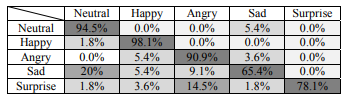 Neutral Happy Angry Sad Surprise
Neutral 94.5% 0.0% 0.0% 5.4% 0.0%
Happy 1.8% 98.1% 0.0% 0.0% 0.0%
Angry 0.0% 5.4% 90.9% 3.6% 0.0%
Sad 20% 5.4% 9.1% 65.4% 0.0%
Surprise 1.8% 3.6% 14.5% 1.8% 78.1%